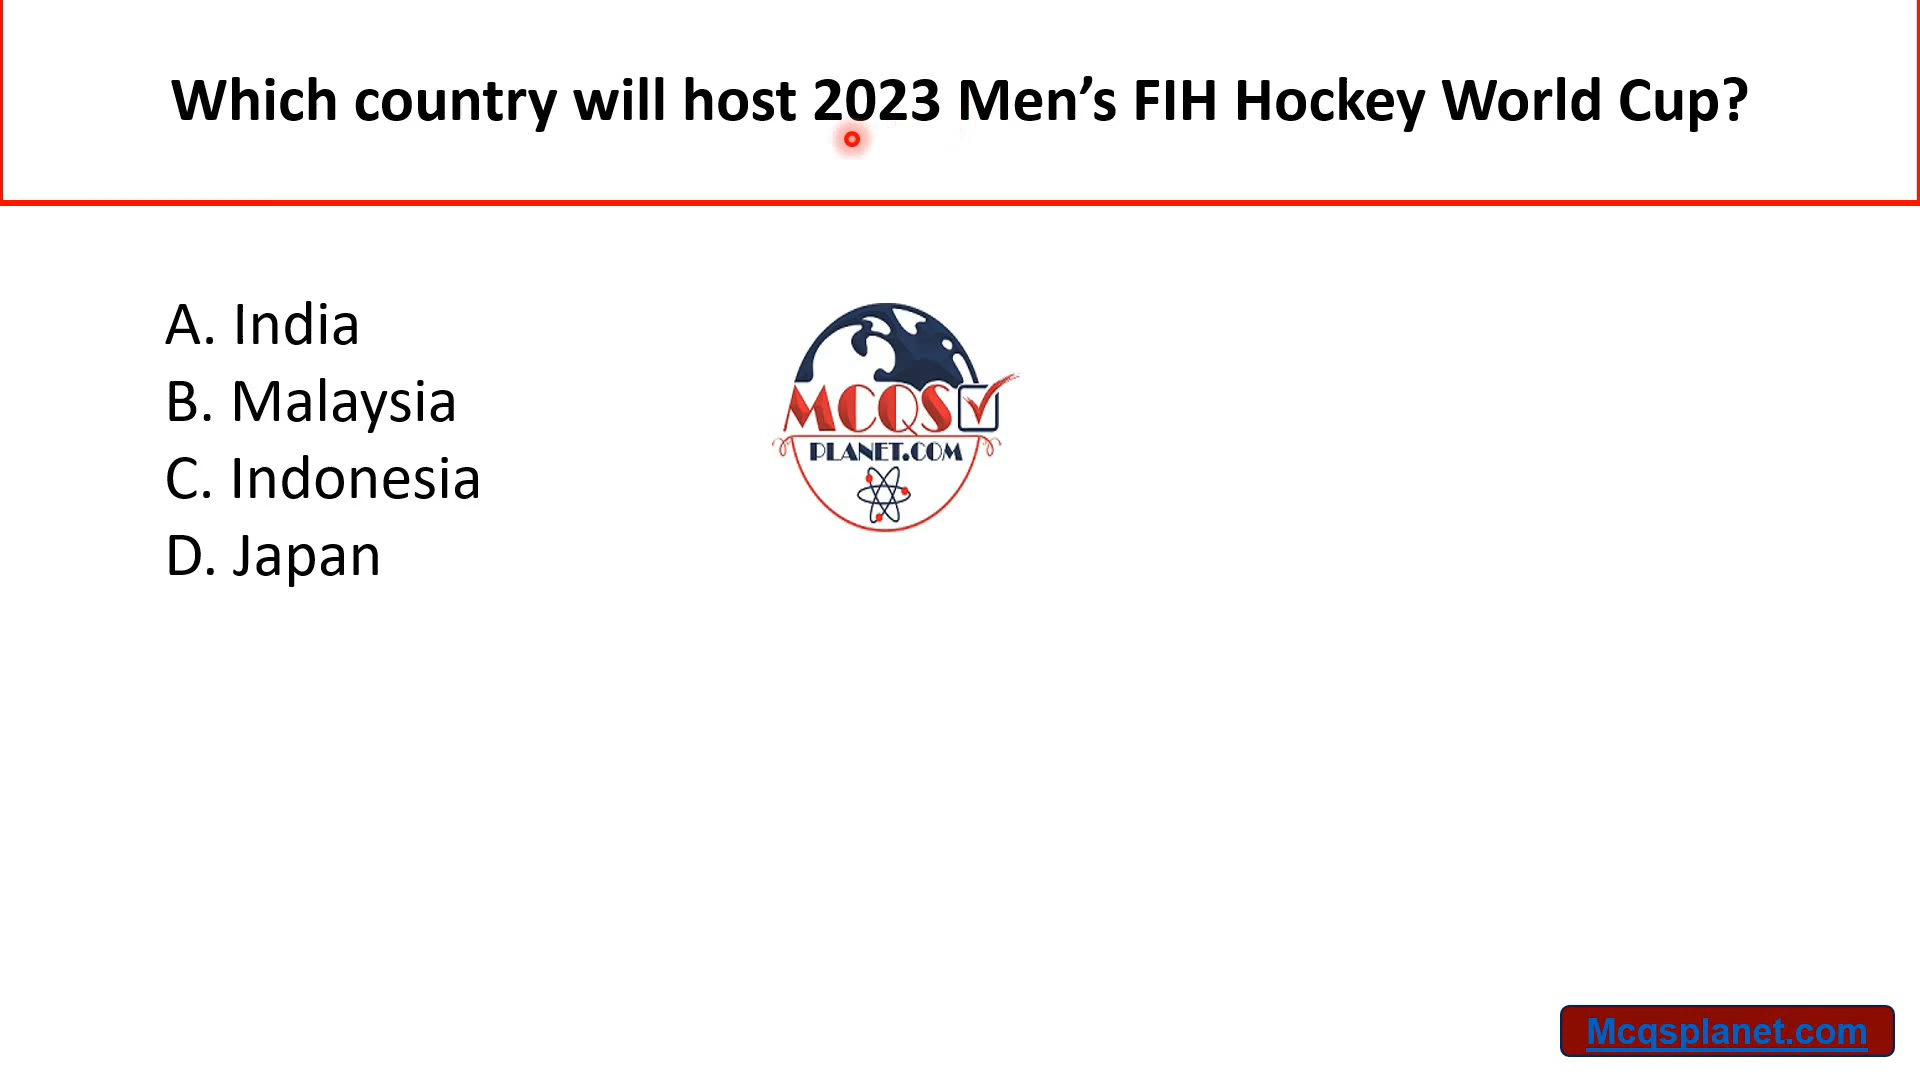 Which country will host 2023 Men’s FIH Hockey World Cup?
A. India
B. Malaysia
C. Indonesia
D. Japan
MCQS
PLANET.COM
Mcqsplanet.com